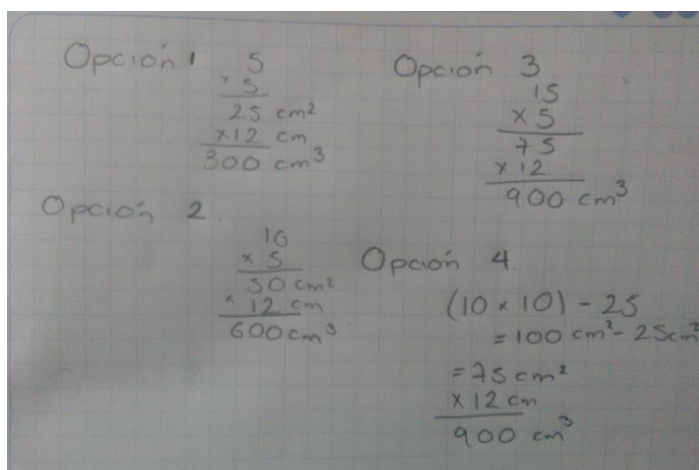 Opción 1
5
× 5
25 cm²
×12 cm
300 cm³
Opción 2.
10
× 5
50 cm²
× 12 cm
600 cm³
Opción 3
15
× 5
75
× 12
900 cm³
Opción 4.
(10 × 10) - 25
= 100 cm² - 25cm²
= 75 cm²
×12 cm
900 cm³